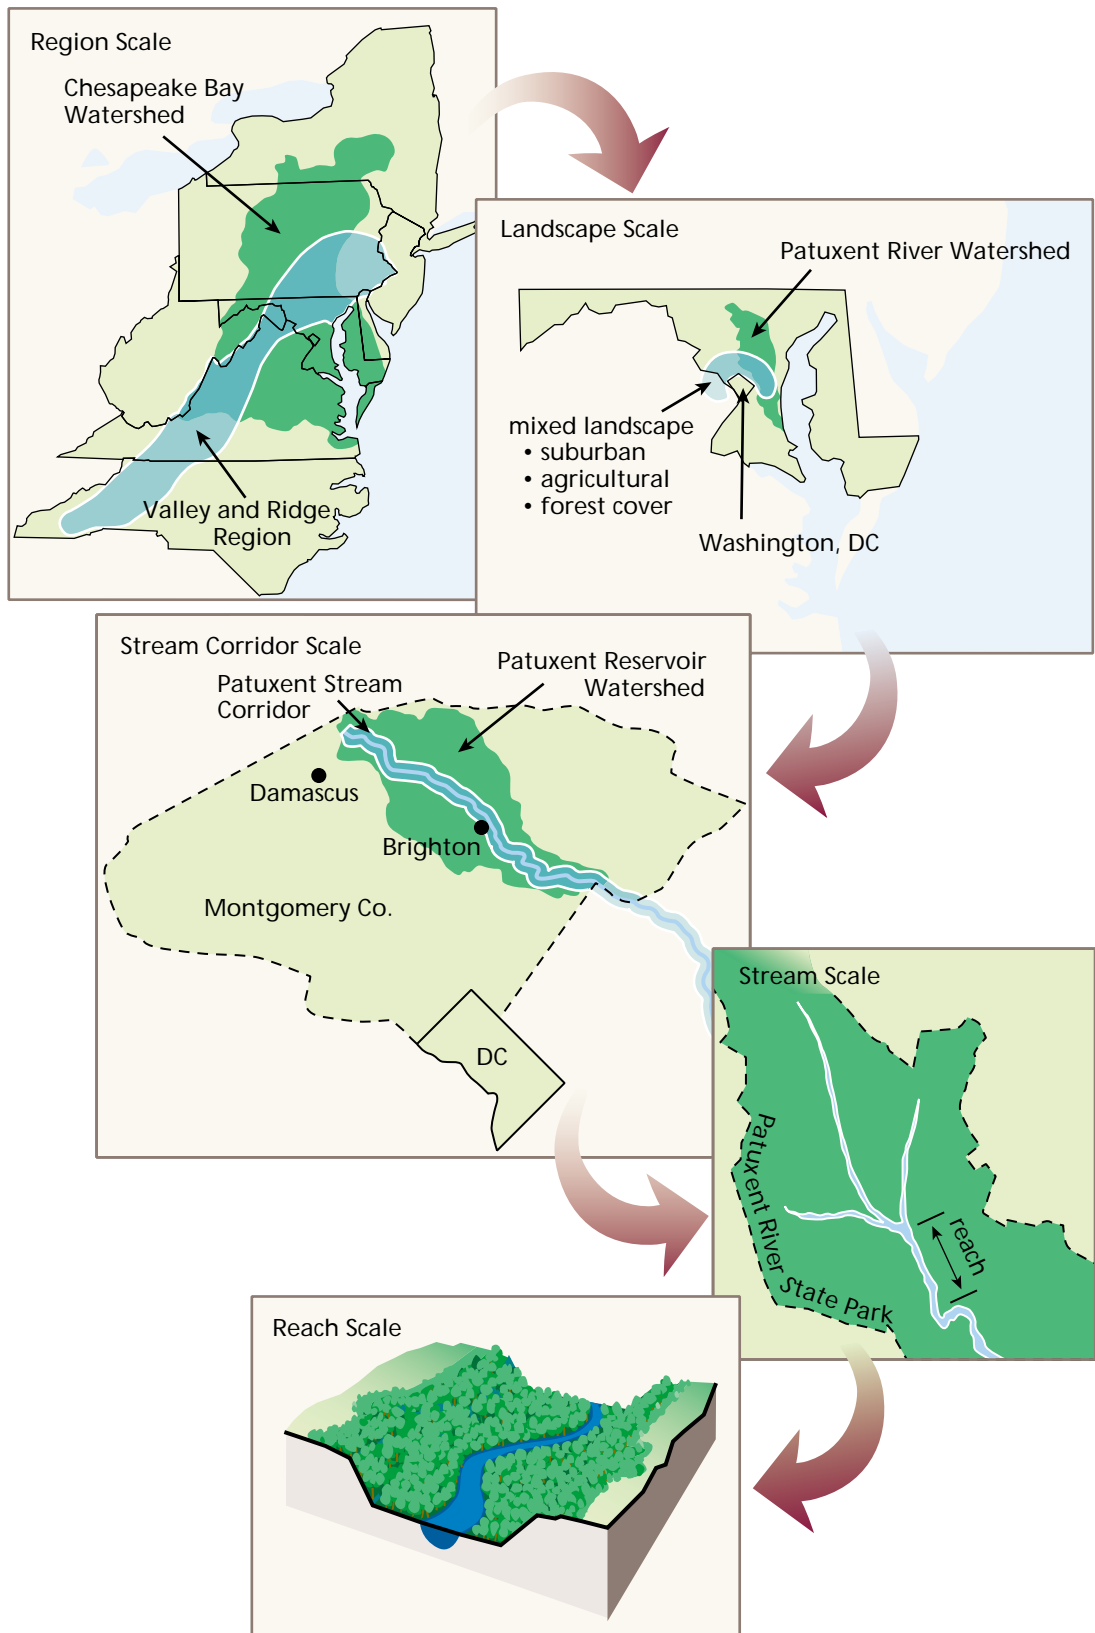 Region Scale
Chesapeake Bay
Watershed
Valley and Ridge
Region
Landscape Scale
Patuxent River Watershed
mixed landscape
• suburban
• agricultural
• forest cover
Washington, DC
Stream Corridor Scale
Patuxent Stream
Corridor
Patuxent Reservoir
Watershed
Damascus
Brighton
Montgomery Co.
DC
Stream Scale
Patuxent River State Park
reach
Reach Scale